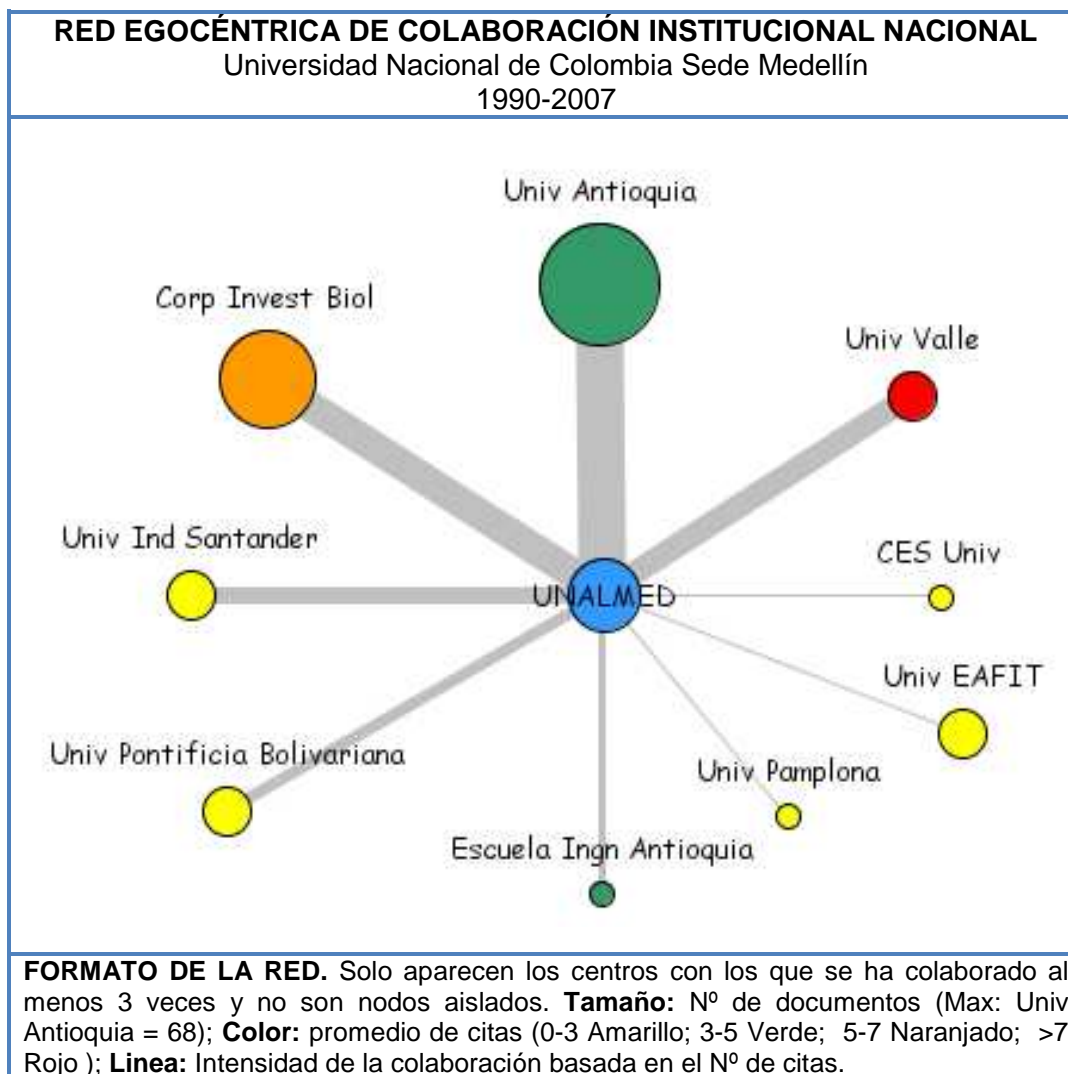 RED EGOCÉNTRICA DE COLABORACIÓN INSTITUCIONAL NACIONAL
Universidad Nacional de Colombia Sede Medellín
1990-2007
Univ Antioquia
Corp Invest Biol
Univ Valle
Univ Ind Santander
CES Univ
UNALMED
Univ EAFIT
Univ Pontificia Bolivariana
Univ Pamplona
Escuela Ingn Antioquia
FORMATO DE LA RED. Solo aparecen los centros con los que se ha colaborado al
menos 3 veces y no son nodos aislados. Tamaño: Nº de documentos (Max: Univ
Antioquia = 68); Color: promedio de citas (0-3 Amarillo; 3-5 Verde; 5-7 Naranjado; >7
Rojo ); Linea: Intensidad de la colaboración basada en el Nº de citas.